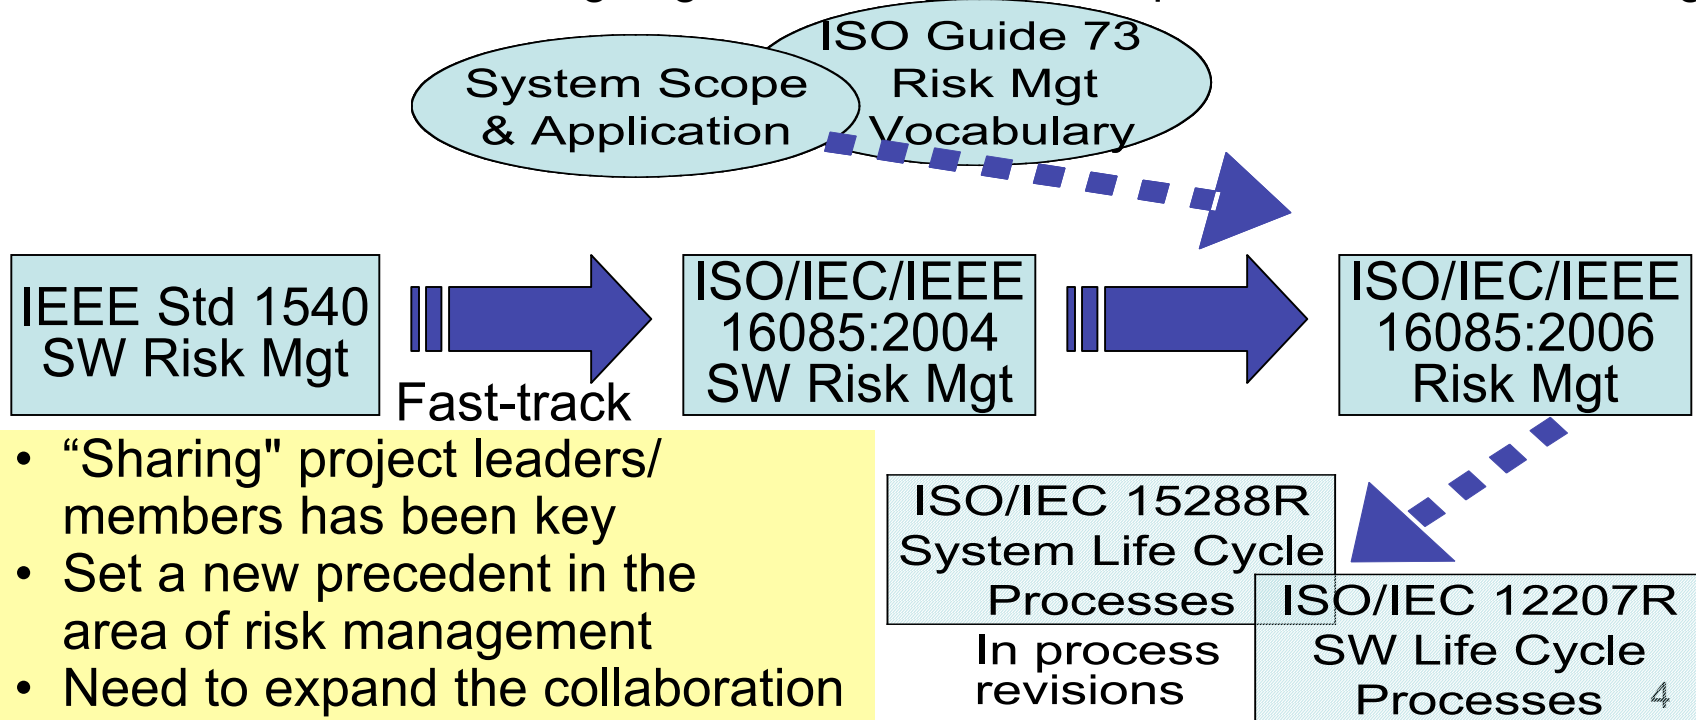 ISO Guide 73
Risk Mgt
Vocabulary
System Scope
& Application
IEEE Std 1540
SW Risk Mgt
Fast-track
ISO/IEC/IEEE
16085:2004
SW Risk Mgt
ISO/IEC/IEEE
16085:2006
Risk Mgt
• “Sharing" project leaders/
members has been key
• Set a new precedent in the
area of risk management
• Need to expand the collaboration
ISO/IEC 15288R
System Life Cycle
Processes
In process
revisions
ISO/IEC 12207R
SW Life Cycle
Processes
4